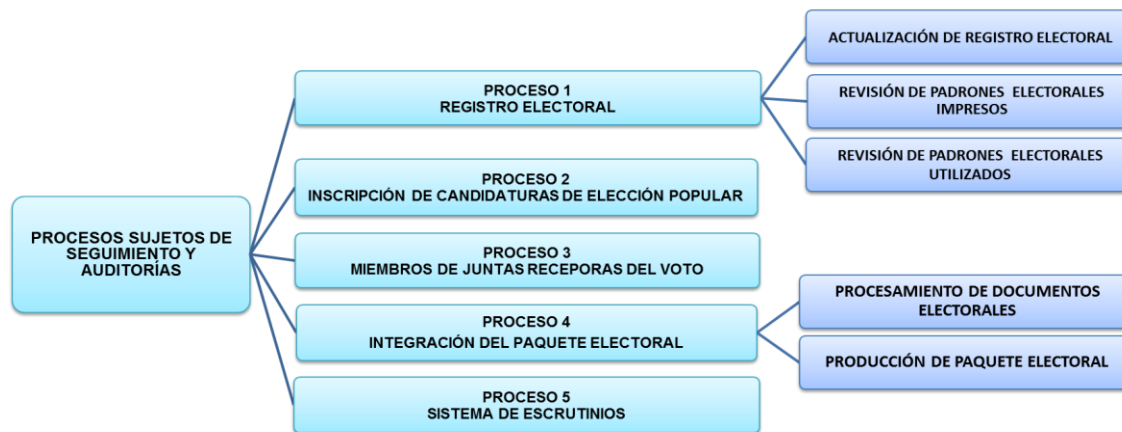 PROCESOS SUJETOS DE
SEGUIMIENTO Y
AUDITORÍAS
PROCESO 1
REGISTRO ELECTORAL
ACTUALIZACIÓN DE REGISTRO ELECTORAL
REVISIÓN DE PADRONES ELECTORALES
IMPRESOS
REVISIÓN DE PADRONES ELECTORALES
UTILIZADOS
PROCESO 2
INSCRIPCIÓN DE CANDIDATURAS DE ELECCIÓN POPULAR
PROCESO 3
MIEMBROS DE JUNTAS RECEPORAS DEL VOTO
PROCESO 4
INTEGRACIÓN DEL PAQUETE ELECTORAL
PROCESAMIENTO DE DOCUMENTOS
ELECTORALES
PRODUCCIÓN DE PAQUETE ELECTORAL
PROCESO 5
SISTEMA DE ESCRUTINIOS